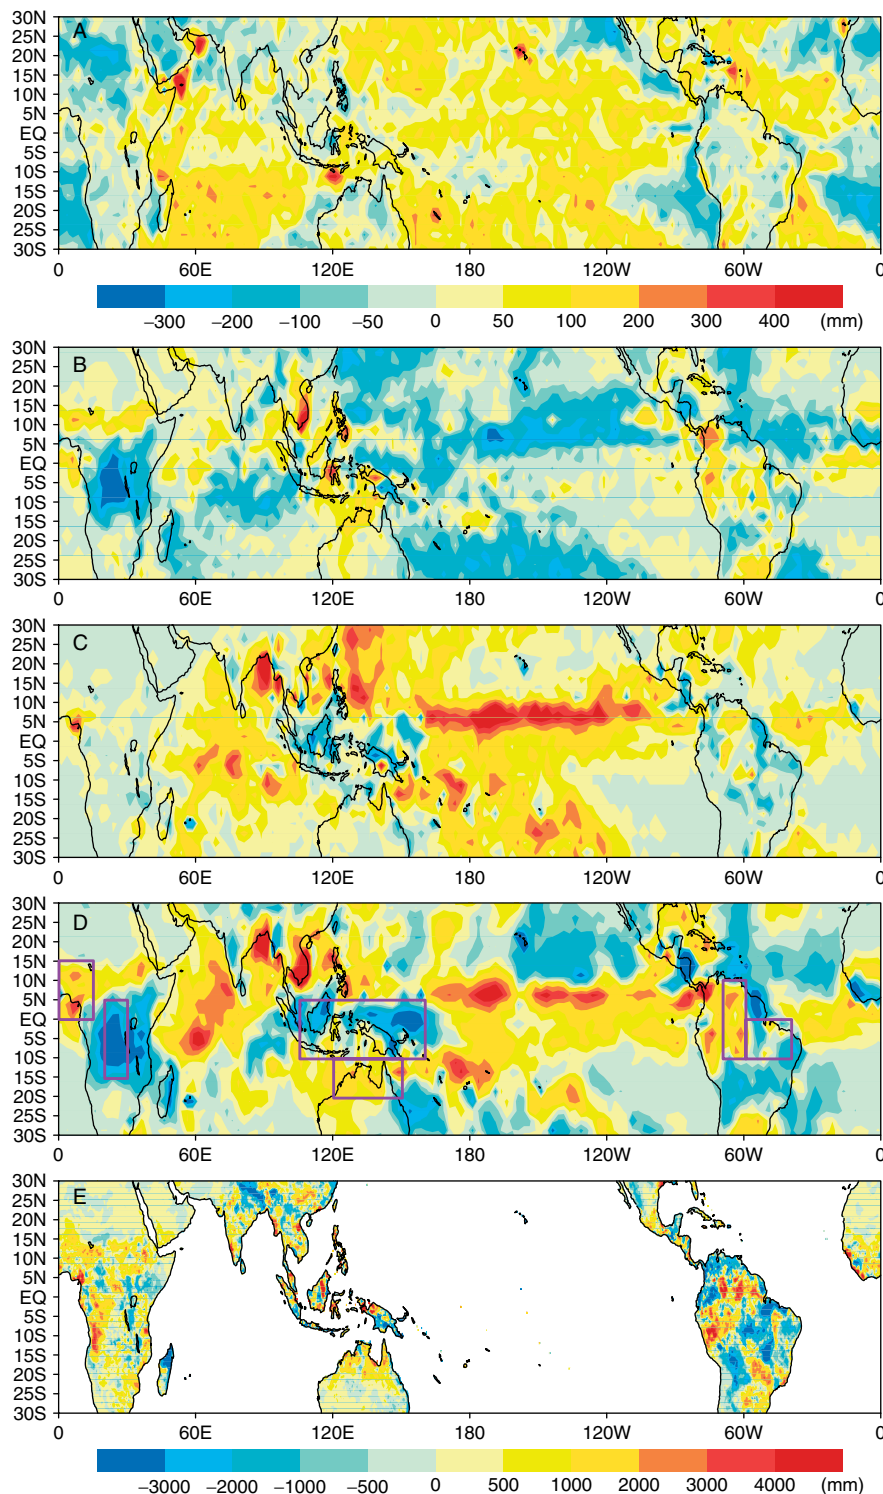 A
30N
25N
20N
15N
10N
5N
EQ
5S
10S
15S
20S
25S
30S
0 60E 120E 180 120W 60W 0
−300 −200 −100 −50 0 50 100 200 300 400 (mm)
B
30N
25N
20N
15N
10N
5N
EQ
5S
10S
15S
20S
25S
30S
0 60E 120E 180 120W 60W 0
C
30N
25N
20N
15N
10N
5N
EQ
5S
10S
15S
20S
25S
30S
0 60E 120E 180 120W 60W 0
D
30N
25N
20N
15N
10N
5N
EQ
5S
10S
15S
20S
25S
30S
0 60E 120E 180 120W 60W 0
E
30N
25N
20N
15N
10N
5N
EQ
5S
10S
15S
20S
25S
30S
0 60E 120E 180 120W 60W 0
−3000 −2000 −1000 −500 0 500 1000 2000 3000 4000 (mm)